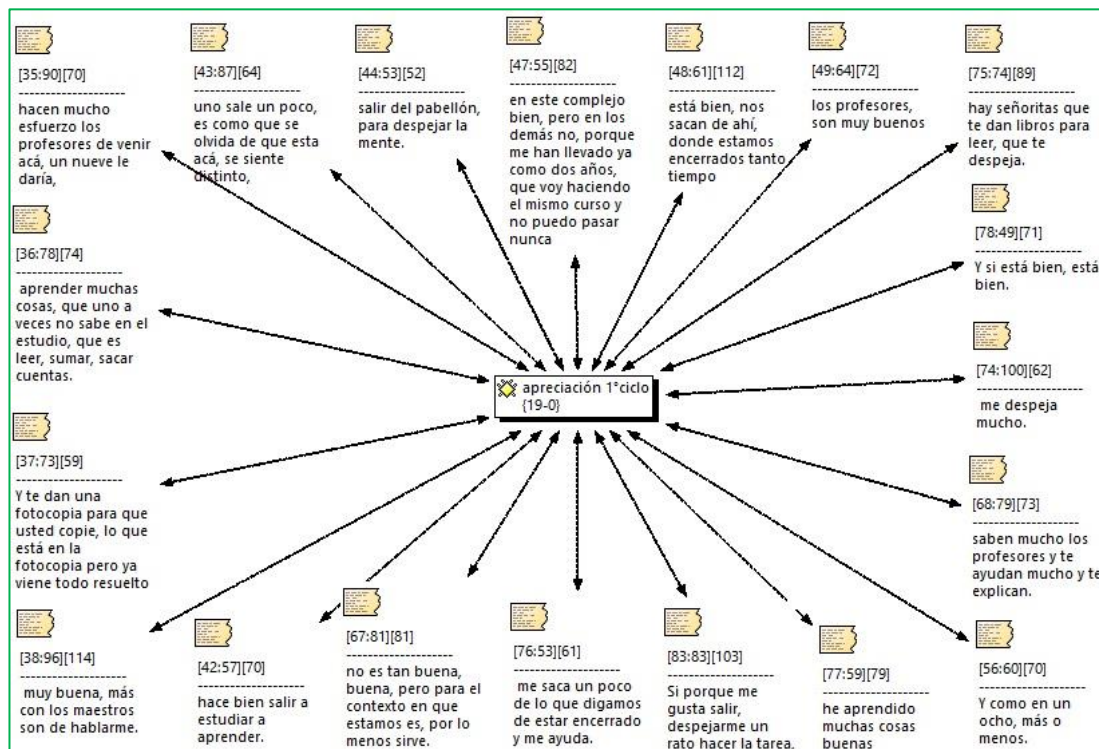 [35:90][70]
--------------------
hacen mucho
esfuerzo los
profesores de venir
acá, un nueve le
daría,
[43:87][64]
--------------------
uno sale un poco,
es como que se
olvida de que esta
acá, se siente
distinto,
[44:53][52]
--------------------
salir del pabellón,
para despejar la
mente.
[47:55][82]
--------------------
en este complejo
bien, pero en los
demás no, porque
me han llevado ya
como dos años,
que voy haciendo
el mismo curso y
no puedo pasar
nunca
[48:61][112]
--------------------
está bien, nos
sacan de ahí,
donde estamos
encerrados tanto
tiempo
[49:64][72]
--------------------
los profesores,
son muy buenos
[75:74][89]
--------------------
hay señoritas que
te dan libros para
leer, que te
despeja.
[36:78][74]
--------------------
aprender muchas
cosas, que uno a
veces no sabe en el
estudio, que es
leer, sumar, sacar
cuentas.
[78:49][71]
--------------------
Y si está bien, está
bien.
apreciación 1°ciclo
{19-0}
[74:100][62]
--------------------
me despeja
mucho.
[37:73][59]
--------------------
Y te dan una
fotocopia para que
usted copie, lo que
está en la
fotocopia pero ya
viene todo resuelto
[68:79][73]
--------------------
saben mucho los
profesores y te
ayudan mucho y te
explican.
[38:96][114]
--------------------
muy buena, más
con los maestros
son de hablarme.
[42:57][70]
--------------------
hace bien salir a
estudiar a
aprender.
[67:81][81]
--------------------
no es tan buena,
buena, pero para el
contexto en que
estamos es, por lo
menos sirve.
[76:53][61]
--------------------
me saca un poco
de lo que digamos
de estar encerrado
y me ayuda.
[83:83][103]
--------------------
Si porque me
gusta salir,
despejarme un
rato hacer la tarea,
[77:59][79]
--------------------
he aprendido
muchas cosas
buenas
[56:60][70]
--------------------
Y como en un
ocho, más o
menos.